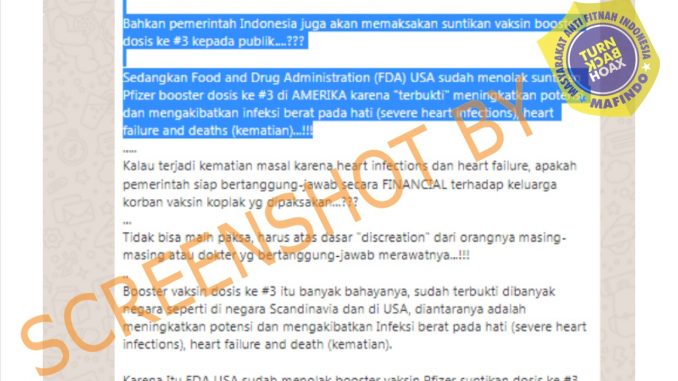 Bahkan pemerintah Indonesia juga akan memaksakan suntikan vaksin booster
dosis ke #3 kepada publik....???
Sedangkan Food and Drug Administration (FDA) USA sudah menolak suntikan
Pfizer booster dosis ke #3 di AMERIKA karena "terbukti" meningkatkan potensi
dan mengakibatkan infeksi berat pada hati (severe heart infections), heart
failure and deaths (kematian)...!!!
.....
Kalau terjadi kematian masal karena heart infections dan heart failure, apakah
pemerintah siap bertanggung-jawab secara FINANCIAL terhadap keluarga
korban vaksin koplak yg dipaksakan...???
....
Tidak bisa main paksa, harus atas dasar "discreation" dari orangnya masing-
masing atau dokter yg bertanggung-jawab merawatnya...!!!
..
Booster vaksin dosis ke #3 itu banyak bahayanya, sudah terbukti dibanyak
negara seperti di negara Scandinavia dan di USA, diantaranya adalah
meningkatkan potensi dan mengakibatkan Infeksi berat pada hati (severe heart
infections), heart failure and death (kematian).
Karena itu FDA USA sudah menolak booster vaksin Pfizer suntikan dosis ke #3
SCREENSHOT BY
MASYARAKAT ANTI FITNAH INDONESIA
TURN
BACK
HOAX
MAFINDO